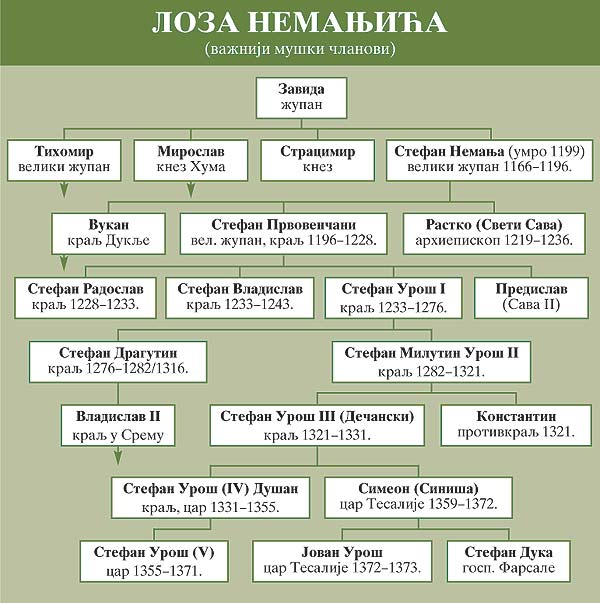 ЛОЗА НЕМАЊИЋА
(важнији мушки чланови)
Завида
жупан
Тихомир
велики жупан
Мирослав
кнез Хума
Страцимир
кнез
Стефан Немања (умро 1199)
велики жупан 1166–1196.
Вукан
краљ Дукље
Стефан Првовенчани
вел. жупан, краљ 1196–1228.
Растко (Свети Сава)
архиепископ 1219–1236.
Стефан Радослав
краљ 1228–1233.
Стефан Владислав
краљ 1233–1243.
Стефан Урош I
краљ 1233–1276.
Предислав
(Сава II)
Стефан Драгутин
краљ 1276–1282/1316.
Стефан Милутин Урош II
краљ 1282–1321.
Владислав II
краљ у Срему
Стефан Урош III (Дечански)
краљ 1321–1331.
Константин
противкраљ 1321.
Стефан Урош (IV) Душан
краљ, цар 1331–1355.
Симеон (Синиша)
цар Тесалије 1359–1372.
Стефан Урош (V)
цар 1355–1371.
Јован Урош
цар Тесалије 1372–1373.
Стефан Дука
госп. Фарсале